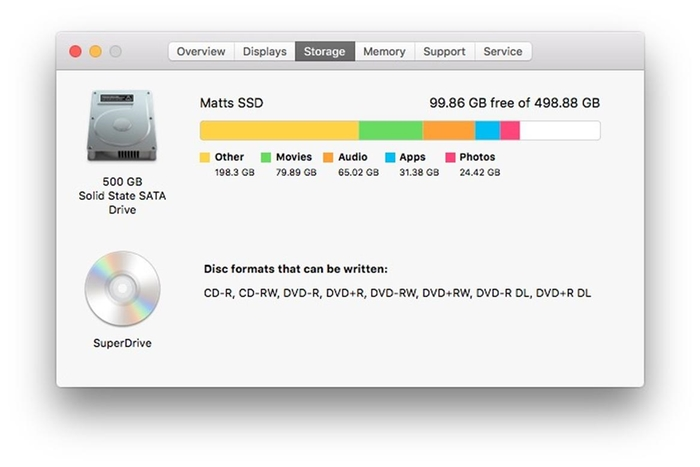 Overview Displays Storage Memory Support Service
Matts SSD 99.86 GB free of 498.88 GB
Other Movies Audio Apps Photos
198.3 GB 79.89 GB 65.02 GB 31.38 GB 24.42 GB
500 GB
Solid State SATA
Drive
Disc formats that can be written:
CD-R, CD-RW, DVD-R, DVD+R, DVD-RW, DVD+RW, DVD-R DL, DVD+R DL
SuperDrive